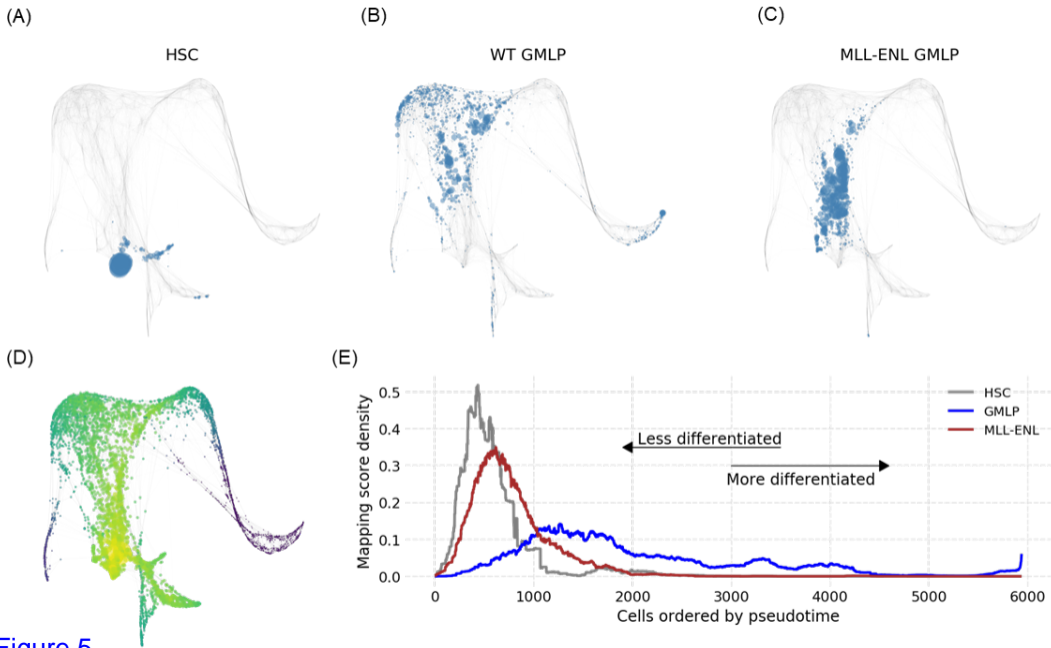 (A)
HSC
(B)
WT GMLP
(C)
MLL-ENL GMLP
(D)
(E)
Mapping score density
0.5
0.4
0.3
0.2
0.1
0.0
HSC
GMLP
MLL-ENL
Less differentiated
More differentiated
0 1000 2000 3000 4000 5000 6000
Cells ordered by pseudotime
Figure 5